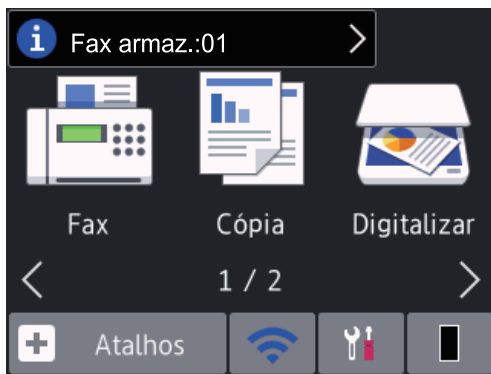 Fax armaz.:01
Fax
Cópia
Digitalizar
1 / 2
Atalhos